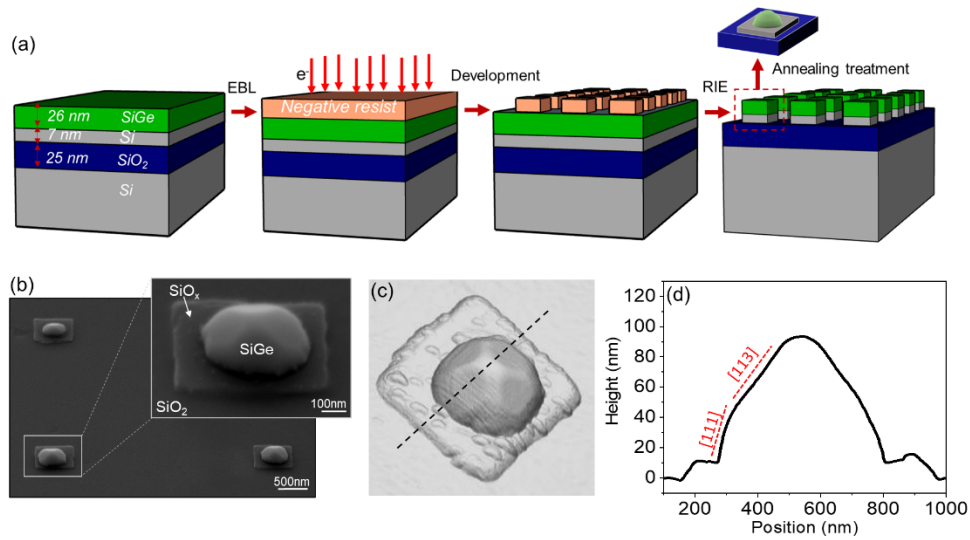 (a)
EBL
e-
Negative resist
Development
RIE
Annealing treatment
26 nm SiGe
7 nm Si
25 nm SiO2
Si
(b)
SiOx
SiGe
SiO2
100nm
500nm
(c)
(d)
Height (nm)
120
100
80
60
40
20
0
[111]
[113]
200 400 600 800 1000
Position (nm)